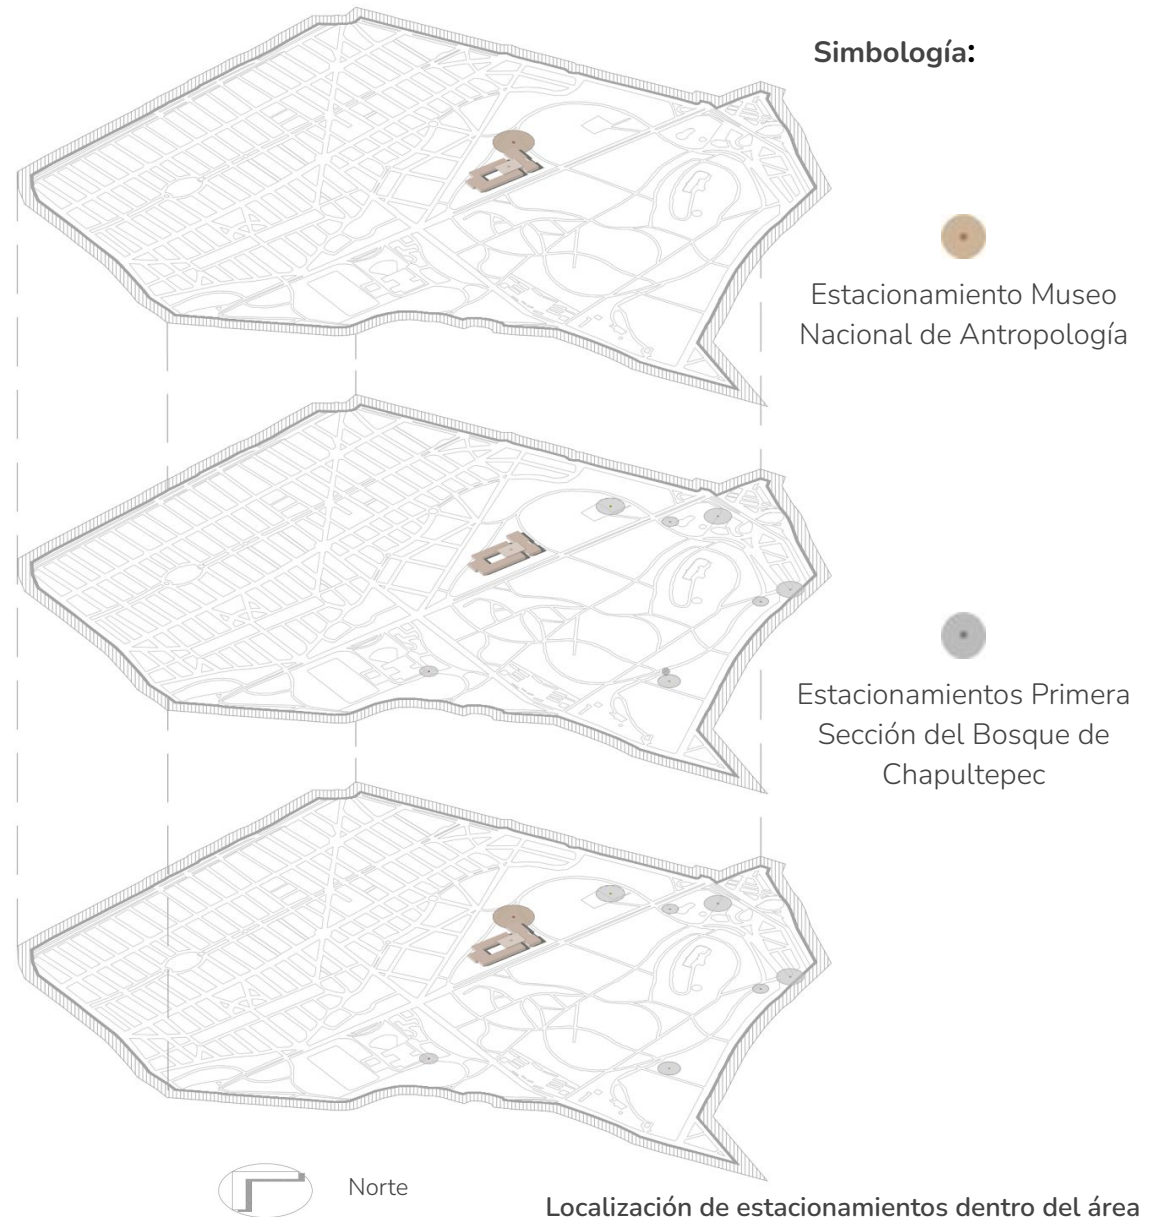 Simbología:
Estacionamiento Museo
Nacional de Antropología
Estacionamientos Primera
Sección del Bosque de
Chapultepec
Norte
Localización de estacionamientos dentro del área